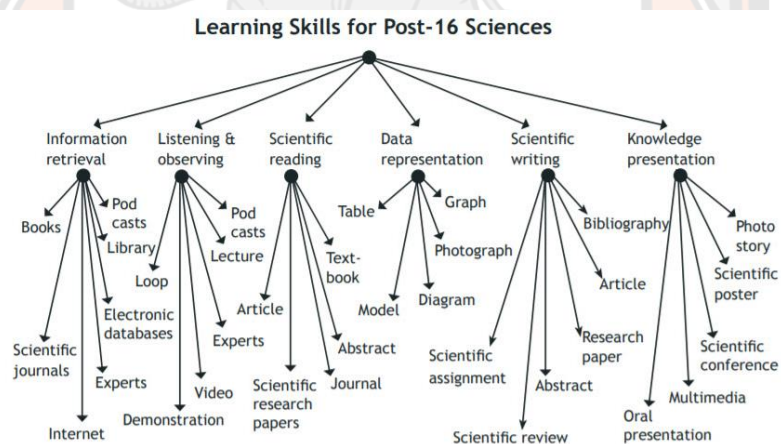 Learning Skills for Post-16 Sciences
Information
retrieval
Listening &
observing
Scientific
reading
Data
representation
Scientific
writing
Knowledge
presentation
Books
Pod
casts
Library
Electronic
databases
Scientific
journals
Experts
Internet
Pod
casts
Lecture
Loop
Experts
Video
Demonstration
Text-
book
Article
Abstract
Journal
Scientific
research
papers
Table
Graph
Photograph
Model
Diagram
Bibliography
Article
Research
paper
Scientific
assignment
Abstract
Scientific review
Photo
story
Scientific
poster
Scientific
conference
Multimedia
Oral
presentation